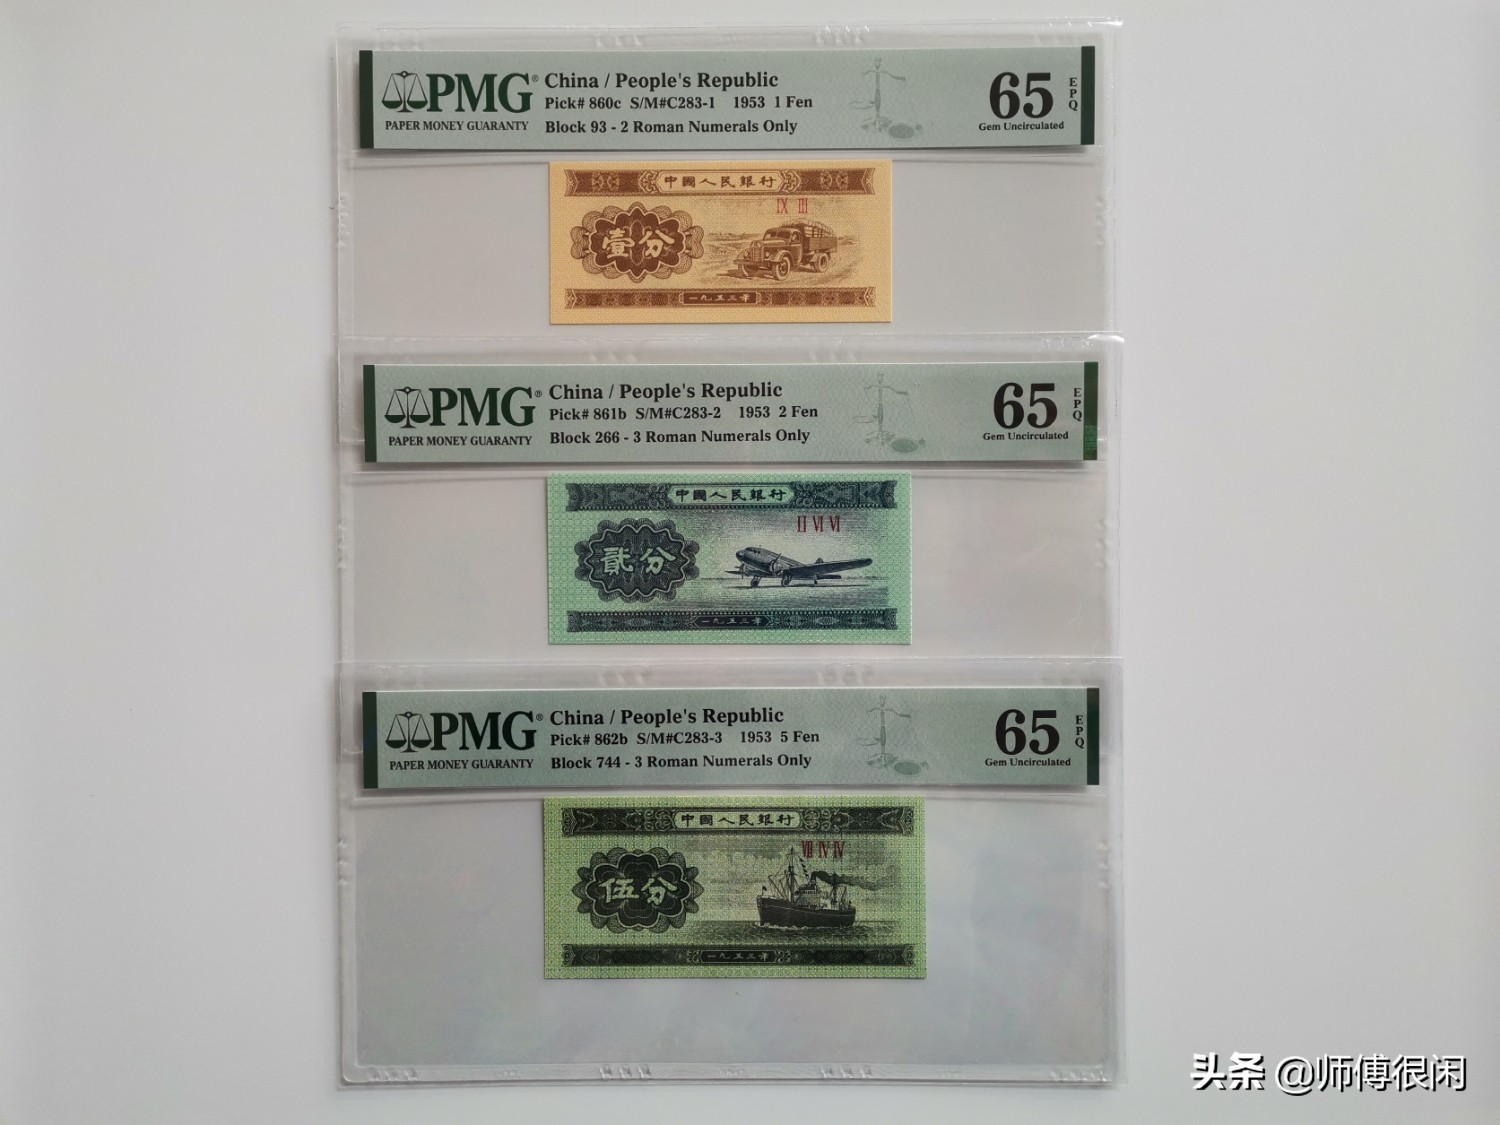 PMG®
PAPER MONEY GUARANTY
China / People's Republic
Pick# 860c S/M#C283-1 1953 1 Fen
Block 93 - 2 Roman Numerals Only
65
EPQ
Gem Uncirculated
中國人民銀行
IX III
壹分
一九五三年
PMG®
PAPER MONEY GUARANTY
China / People's Republic
Pick# 861b S/M#C283-2 1953 2 Fen
Block 266 - 3 Roman Numerals Only
65
EPQ
Gem Uncirculated
中國人民銀行
II VI VI
貳分
一九五三年
PMG®
PAPER MONEY GUARANTY
China / People's Republic
Pick# 862b S/M#C283-3 1953 5 Fen
Block 744 - 3 Roman Numerals Only
65
EPQ
Gem Uncirculated
中國人民銀行
VII IV IV
伍分
一九五三年
头条 @师傅很闲